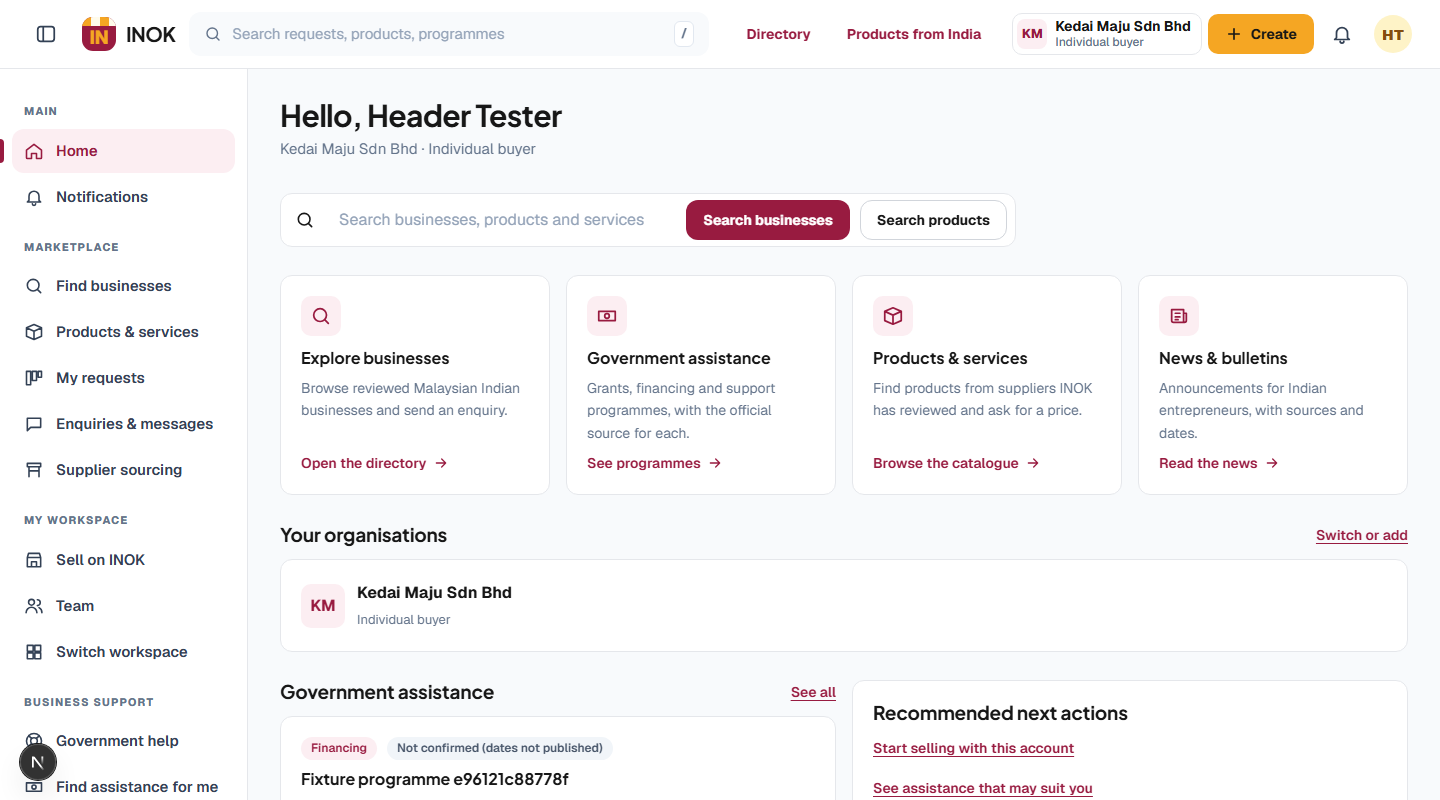 IN INOK
Search requests, products, programmes
/
Directory
Products from India
KM
Kedai Maju Sdn Bhd
Individual buyer
+ Create
HT
MAIN
Home
Notifications
MARKETPLACE
Find businesses
Products & services
My requests
Enquiries & messages
Supplier sourcing
MY WORKSPACE
Sell on INOK
Team
Switch workspace
BUSINESS SUPPORT
Government help
N
Find assistance for me
Hello, Header Tester
Kedai Maju Sdn Bhd · Individual buyer
Search businesses, products and services
Search businesses
Search products
Explore businesses
Browse reviewed Malaysian Indian
businesses and send an enquiry.
Open the directory →
Government assistance
Grants, financing and support
programmes, with the official
source for each.
See programmes →
Products & services
Find products from suppliers INOK
has reviewed and ask for a price.
Browse the catalogue →
News & bulletins
Announcements for Indian
entrepreneurs, with sources and
dates.
Read the news →
Your organisations
Switch or add
KM
Kedai Maju Sdn Bhd
Individual buyer
Government assistance
See all
Financing
Not confirmed (dates not published)
Fixture programme e96121c88778f
Recommended next actions
Start selling with this account
See assistance that may suit you